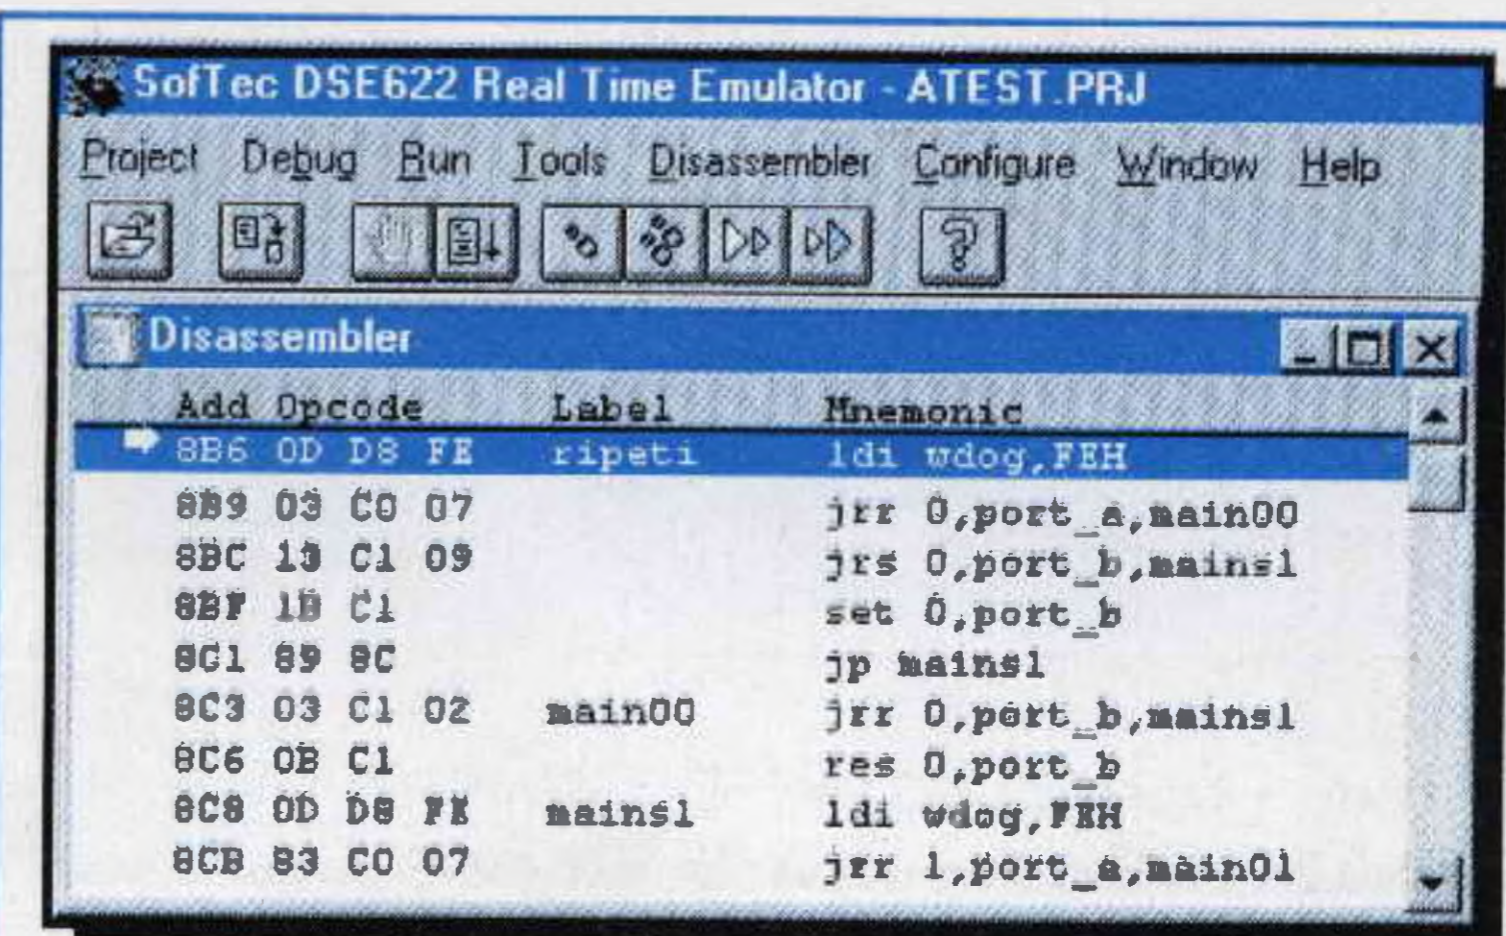 SofTec DSE622 Real Time Emulator - ATEST.PRJ
Project Debug Run Tools Disassembler Configure Window Help
Disassembler
Add Opcode Label Mnemonic
8B6 0D D8 FE ripeti ldi wdog,FEH
8B9 03 C0 07 jrr 0,port_a,main00
8BC 13 C1 09 jrs 0,port_b,mains1
8BF 1B C1 set 0,port_b
8C1 89 8C jp mains1
8C3 03 C1 02 main00 jrr 0,port_b,mains1
8C6 0B C1 res 0,port_b
8C8 0D D8 FE mains1 ldi wdog,FEH
8CB 83 C0 07 jrr 1,port_a,main01